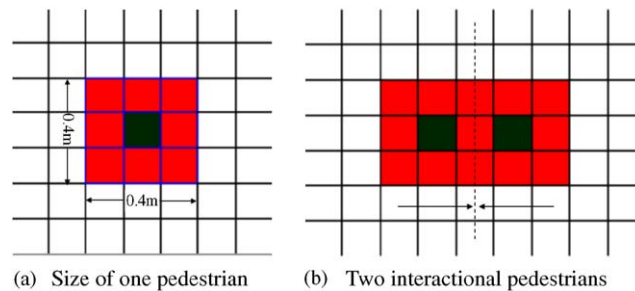 0.4m
0.4m
(a) Size of one pedestrian
(b) Two interactional pedestrians